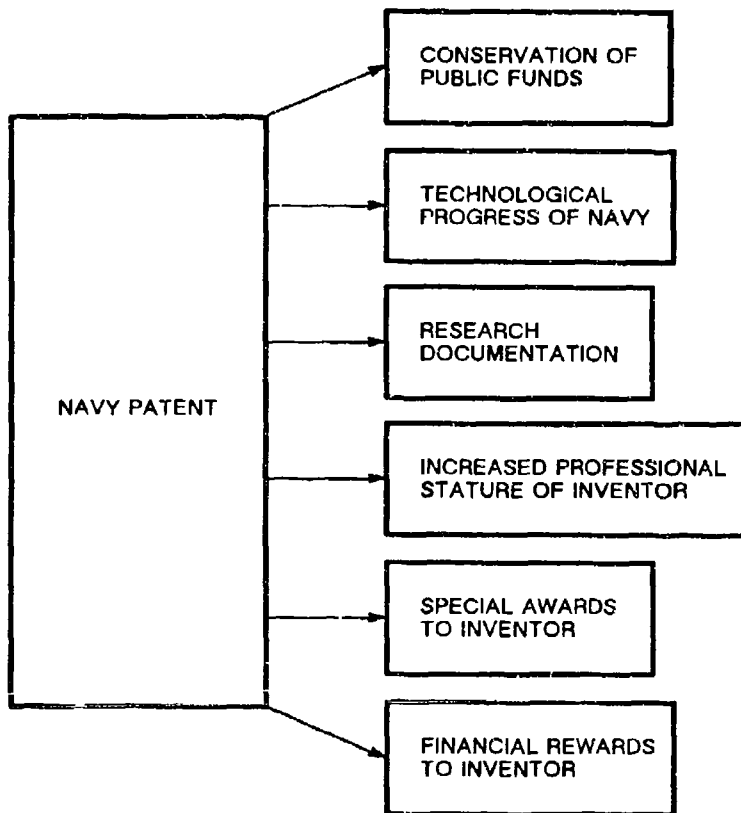 CONSERVATION OF
PUBLIC FUNDS
TECHNOLOGICAL
PROGRESS OF NAVY
RESEARCH
DOCUMENTATION
NAVY PATENT
INCREASED PROFESSIONAL
STATURE OF INVENTOR
SPECIAL AWARDS
TO INVENTOR
FINANCIAL REWARDS
TO INVENTOR